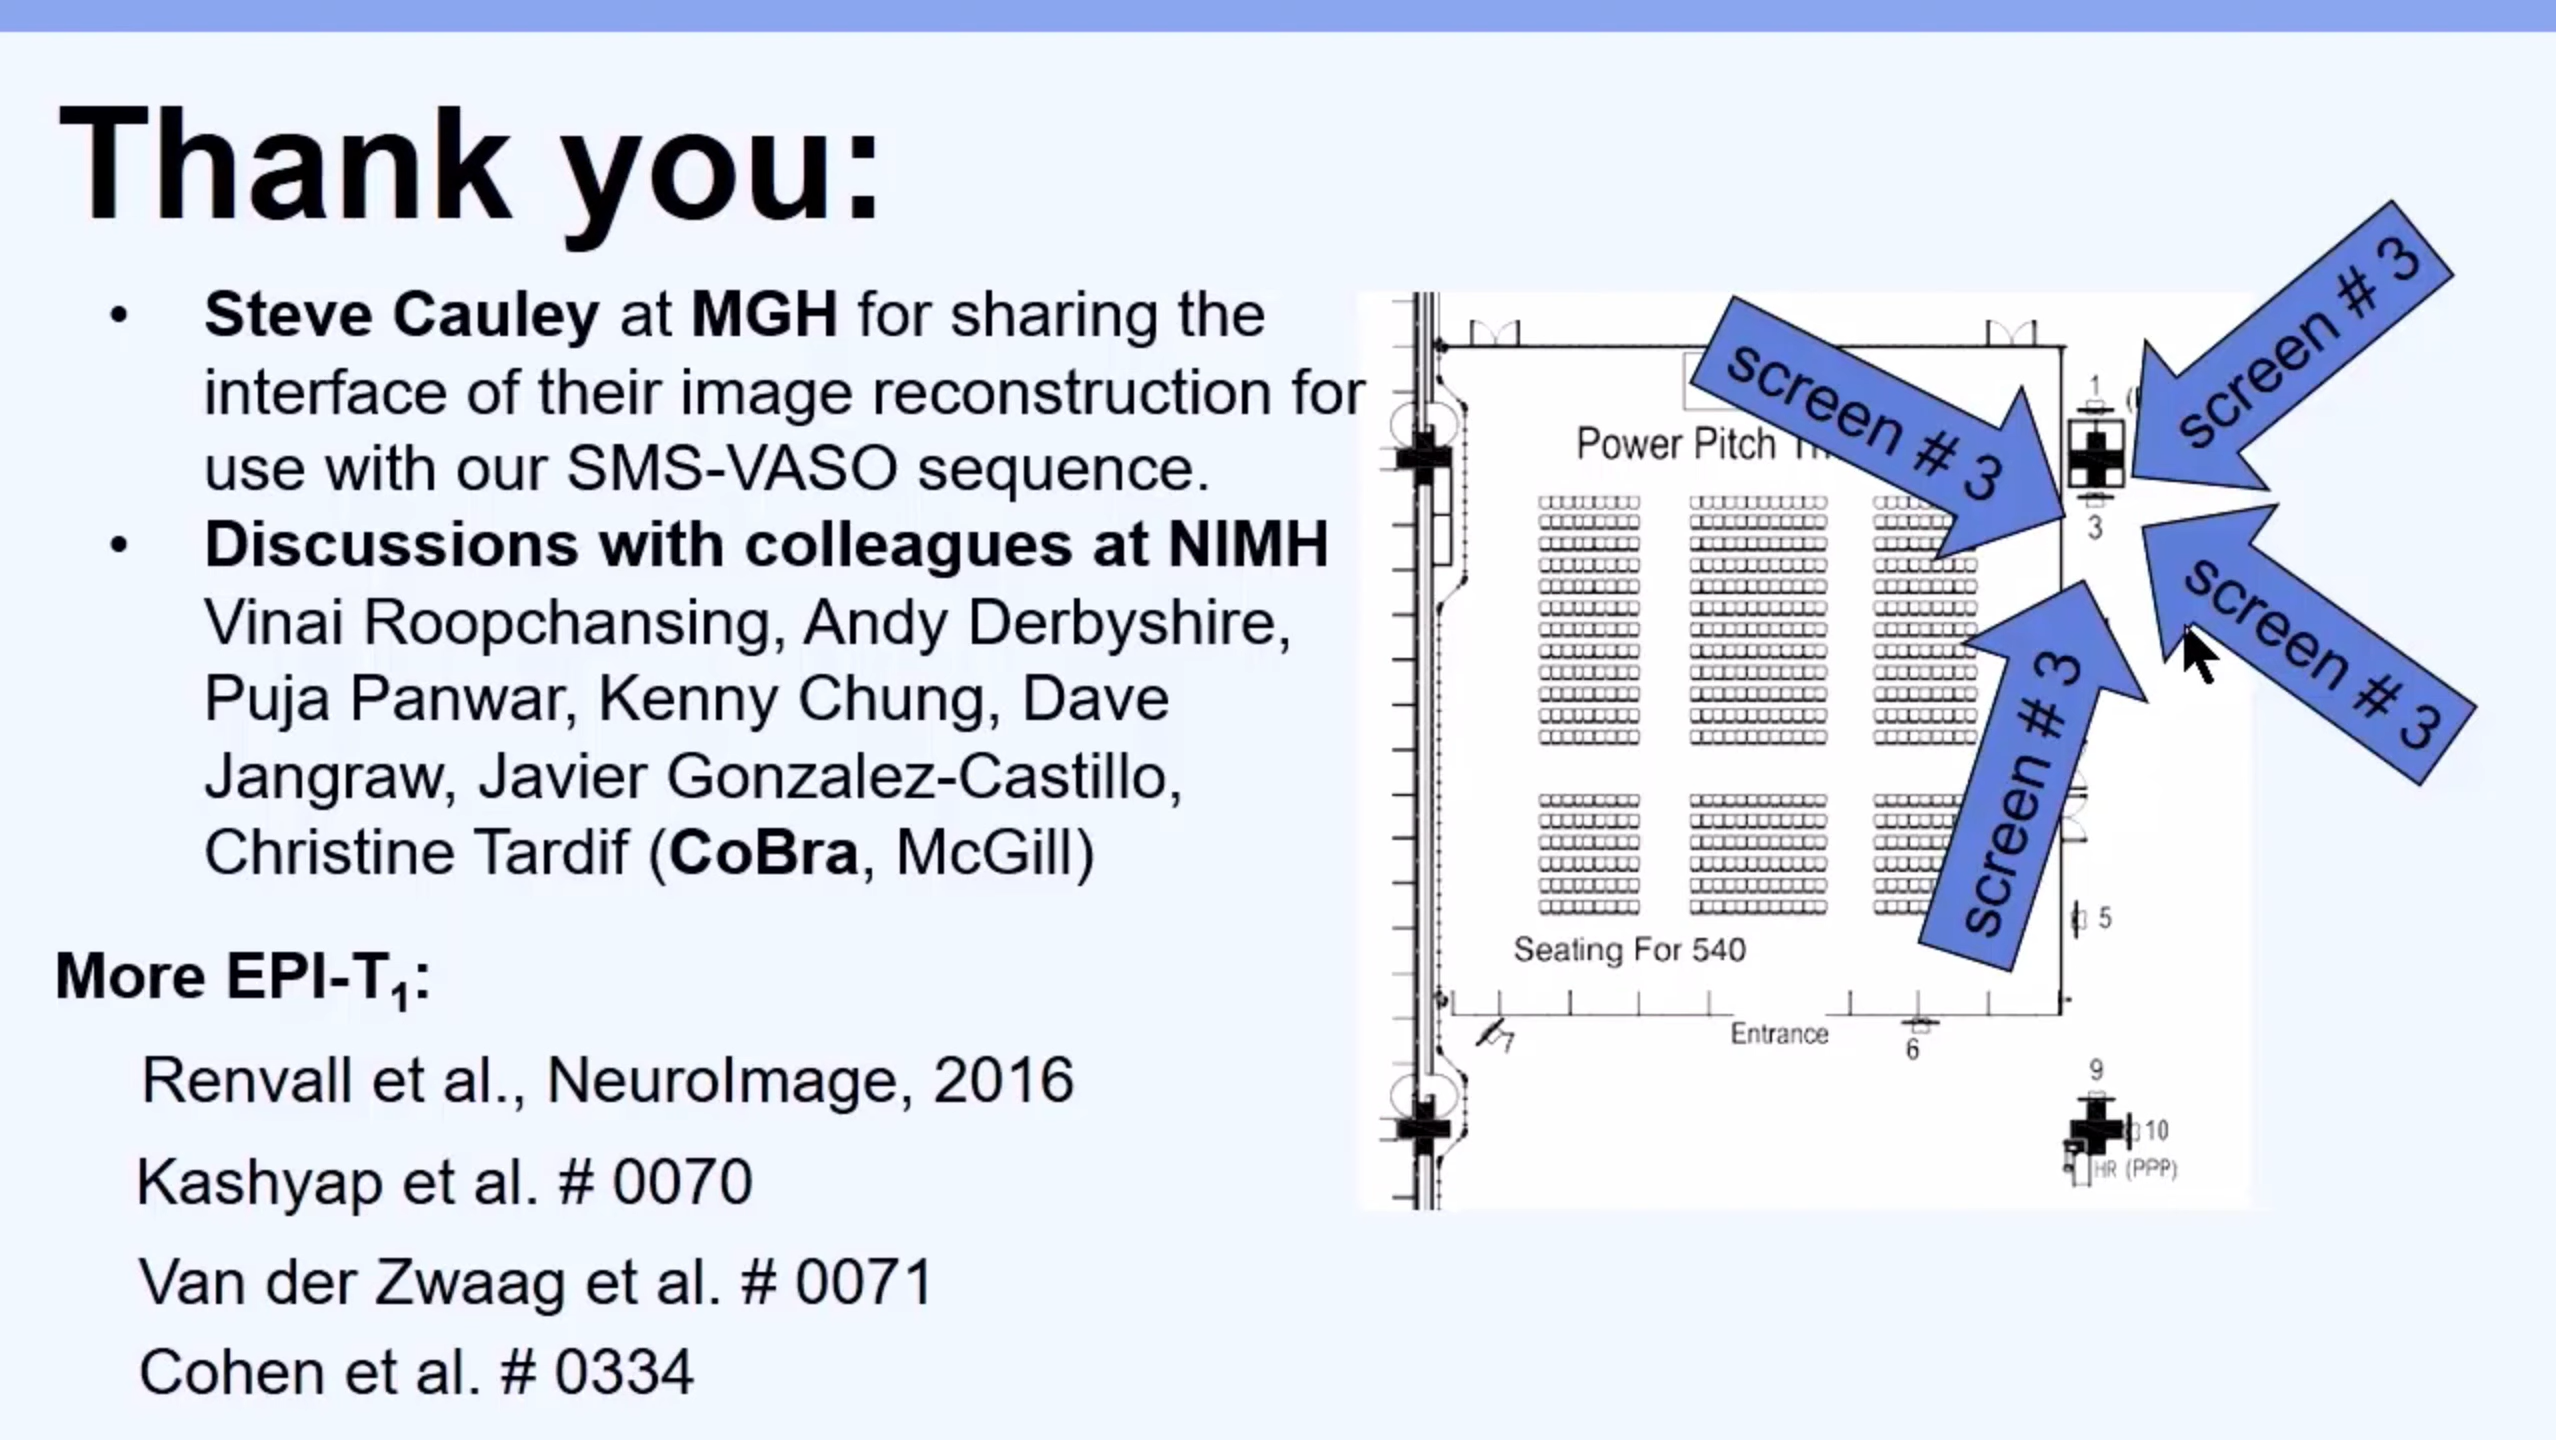 Thank you:
• Steve Cauley at MGH for sharing the
interface of their image reconstruction for
use with our SMS-VASO sequence.
• Discussions with colleagues at NIMH
Vinai Roopchansing, Andy Derbyshire,
Puja Panwar, Kenny Chung, Dave
Jangraw, Javier Gonzalez-Castillo,
Christine Tardif (CoBra, McGill)
More EPI-T₁:
Renvall et al., NeuroImage, 2016
Kashyap et al. # 0070
Van der Zwaag et al. # 0071
Cohen et al. # 0334
screen # 3
screen # 3
1
Power Pitch
3
screen # 3
screen # 3
5
Seating For 540
Entrance
7
6
9
10
HR (PPP)